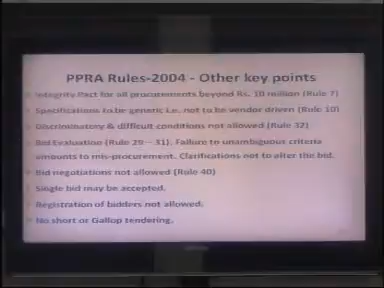 PPRA Rules-2004 - Other key points
Integrity Pact for all procurements beyond Rs. 10 million (Rule 7)
Specifications to be generic i.e. not to be vendor driven (Rule 10)
Discriminatory & difficult conditions not allowed (Rule 32)
Bid Evaluation (Rule 29 – 31). Failure to unambiguous criteria
amounts to mis-procurement. Clarifications not to alter the bid.
Bid negotiations not allowed (Rule 40)
Single bid may be accepted.
Registration of bidders not allowed.
No short or Gallop tendering.